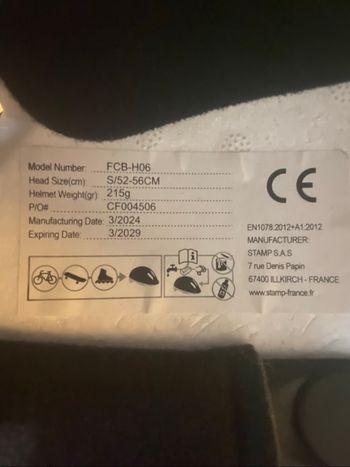 Model Number: FCB-H06
Head Size(cm): S/52-56CM
Helmet Weight(gr): 215g
P/O# CF004506
Manufacturing Date: 3/2024
Expiring Date: 3/2029
CE
EN1078:2012+A1:2012
MANUFACTURER:
STAMP S.A.S
7 rue Denis Papin
67400 ILLKIRCH - FRANCE
www.stamp-france.fr